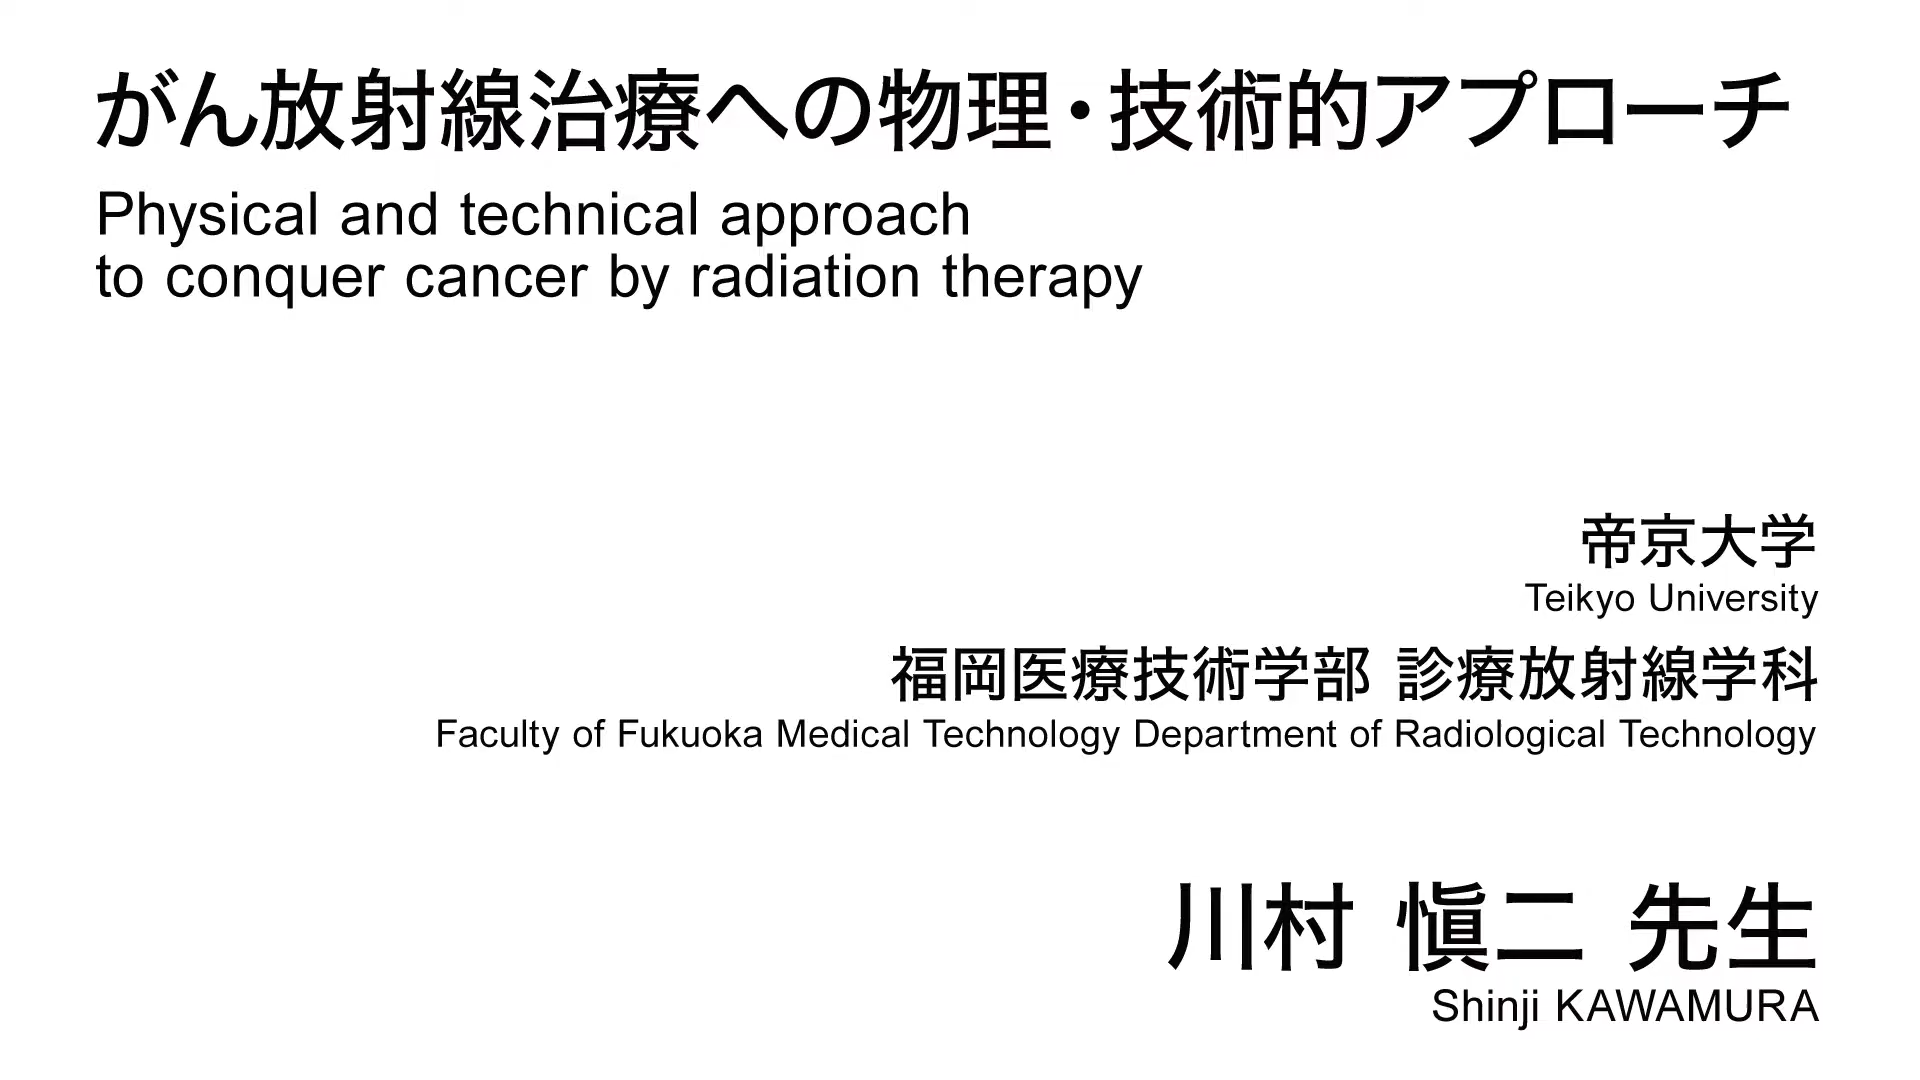 がん放射線治療への物理・技術的アプローチ
Physical and technical approach
to conquer cancer by radiation therapy
帝京大学
Teikyo University
福岡医療技術学部 診療放射線学科
Faculty of Fukuoka Medical Technology Department of Radiological Technology
川村 愼二 先生
Shinji KAWAMURA